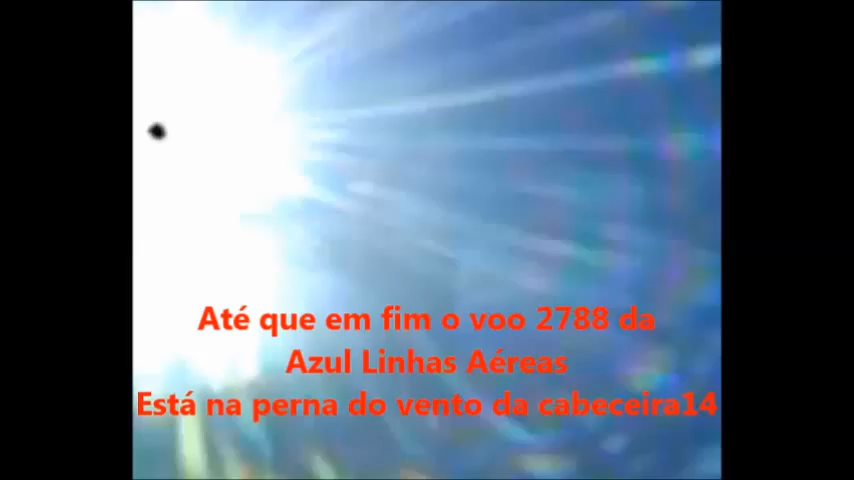 Até que em fim o voo 2788 da
Azul Linhas Aéreas
Está na perna do vento da cabeceira14